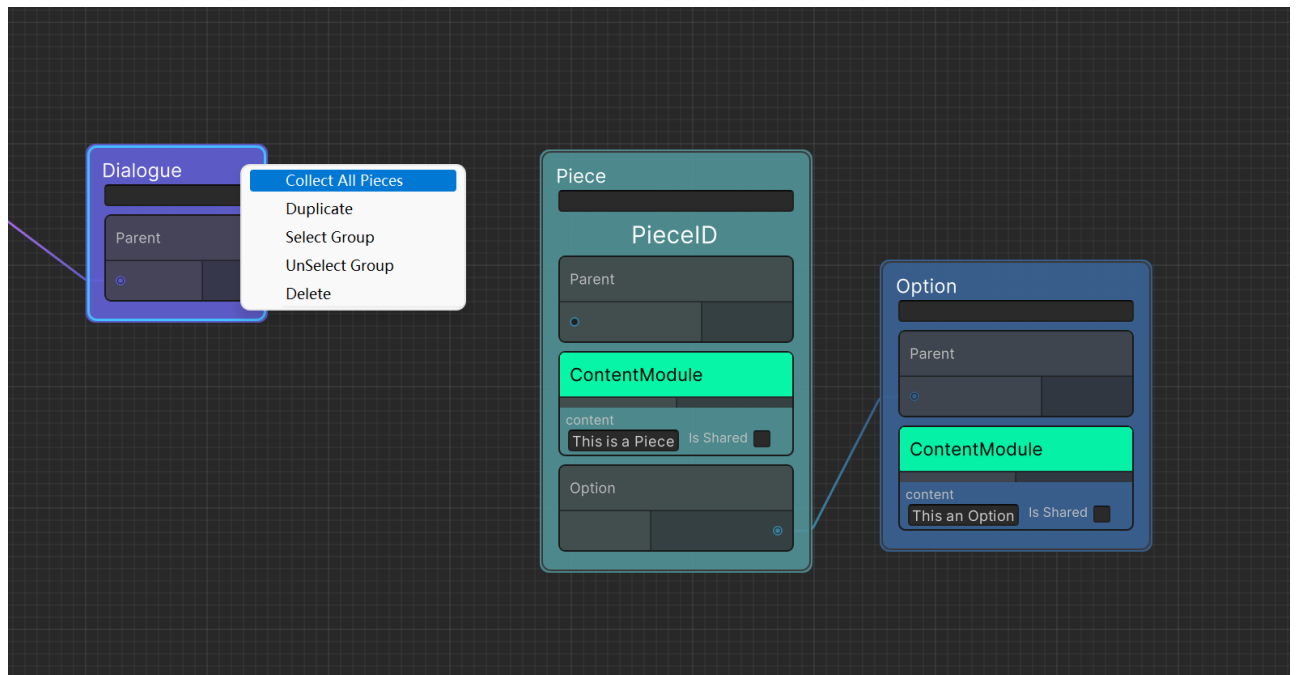 Dialogue
Parent
Collect All Pieces
Duplicate
Select Group
UnSelect Group
Delete
Piece
PieceID
Parent
ContentModule
content
This is a Piece Is Shared
Option
Option
Parent
ContentModule
content
This an Option Is Shared